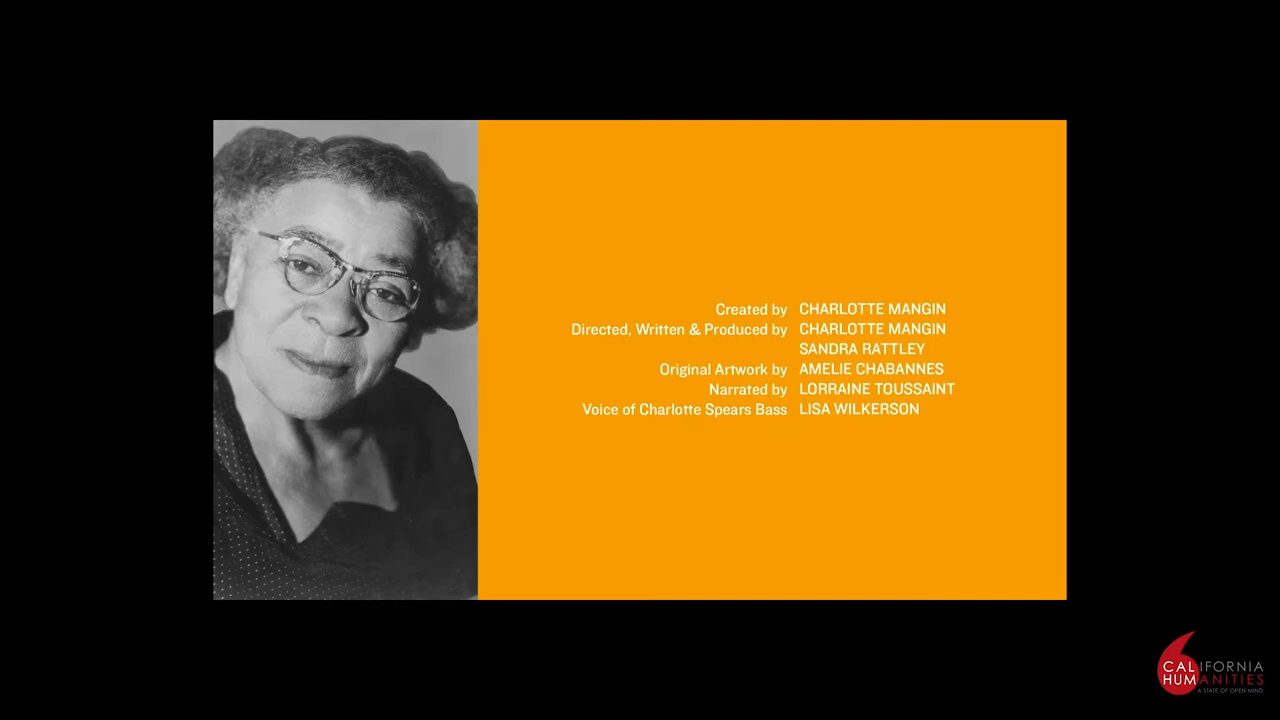 Created by CHARLOTTE MANGIN
Directed, Written & Produced by CHARLOTTE MANGIN
SANDRA RATTLEY
Original Artwork by AMELIE CHABANNES
Narrated by LORRAINE TOUSSAINT
Voice of Charlotte Spears Bass LISA WILKERSON
CALIFORNIA
HUMANITIES
A STATE OF OPEN MIND